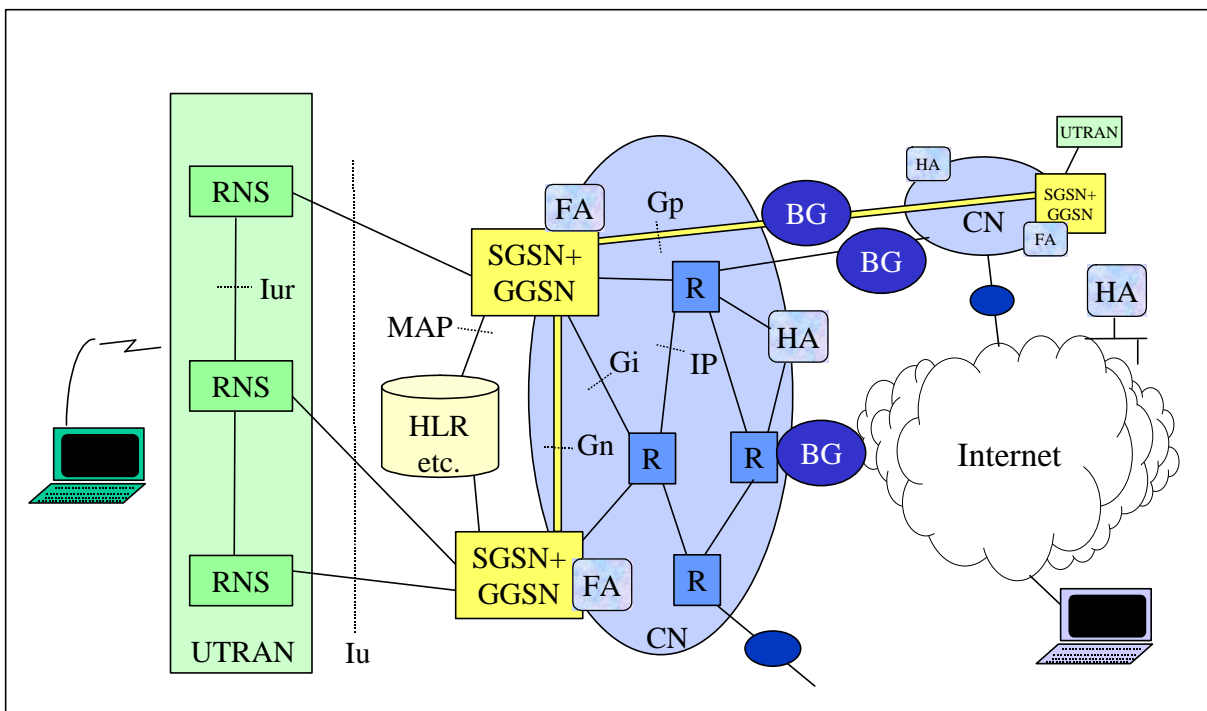 UTRAN
RNS
HA
FA
Gp
BG
CN
SGSN+
GGSN
FA
SGSN+
GGSN
BG
R
HA
Iur
MAP
HA
Gi
IP
RNS
HLR
etc.
Gn
R
R
BG
Internet
SGSN+
GGSN
FA
RNS
R
CN
UTRAN
Iu